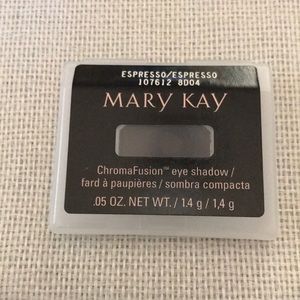 ESPRESSO/ESPRESSO
107612 8D04
MARY KAY
ChromaFusion™ eye shadow /
fard à paupières / sombra compacta
.05 OZ. NET WT. / 1.4 g / 1,4 g